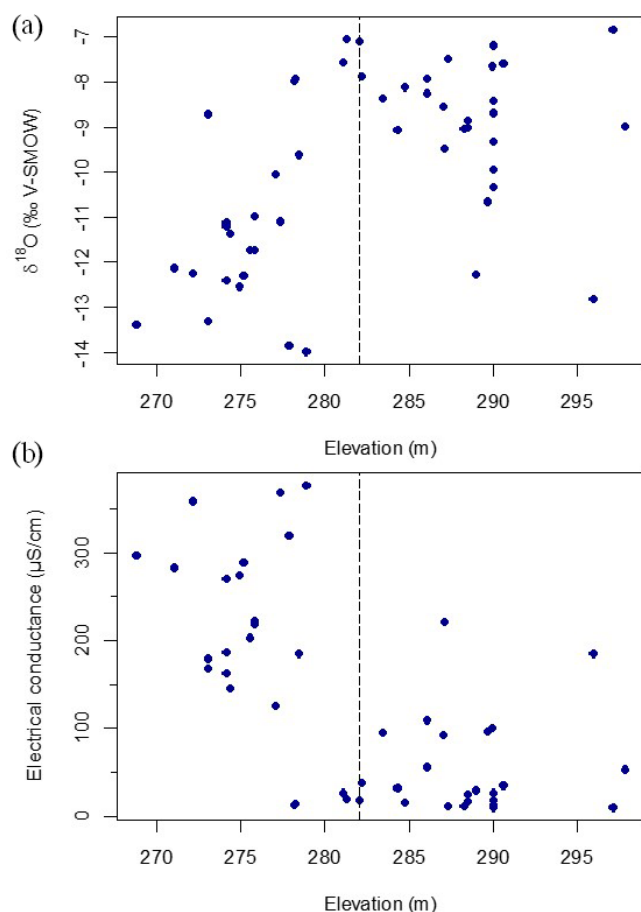 (a)
-7
-8
-9
-10
-11
-12
-13
-14
δ18O (‰ V-SMOW)
270 275 280 285 290 295
Elevation (m)
(b)
300
200
100
0
Electrical conductance (µS/cm)
270 275 280 285 290 295
Elevation (m)